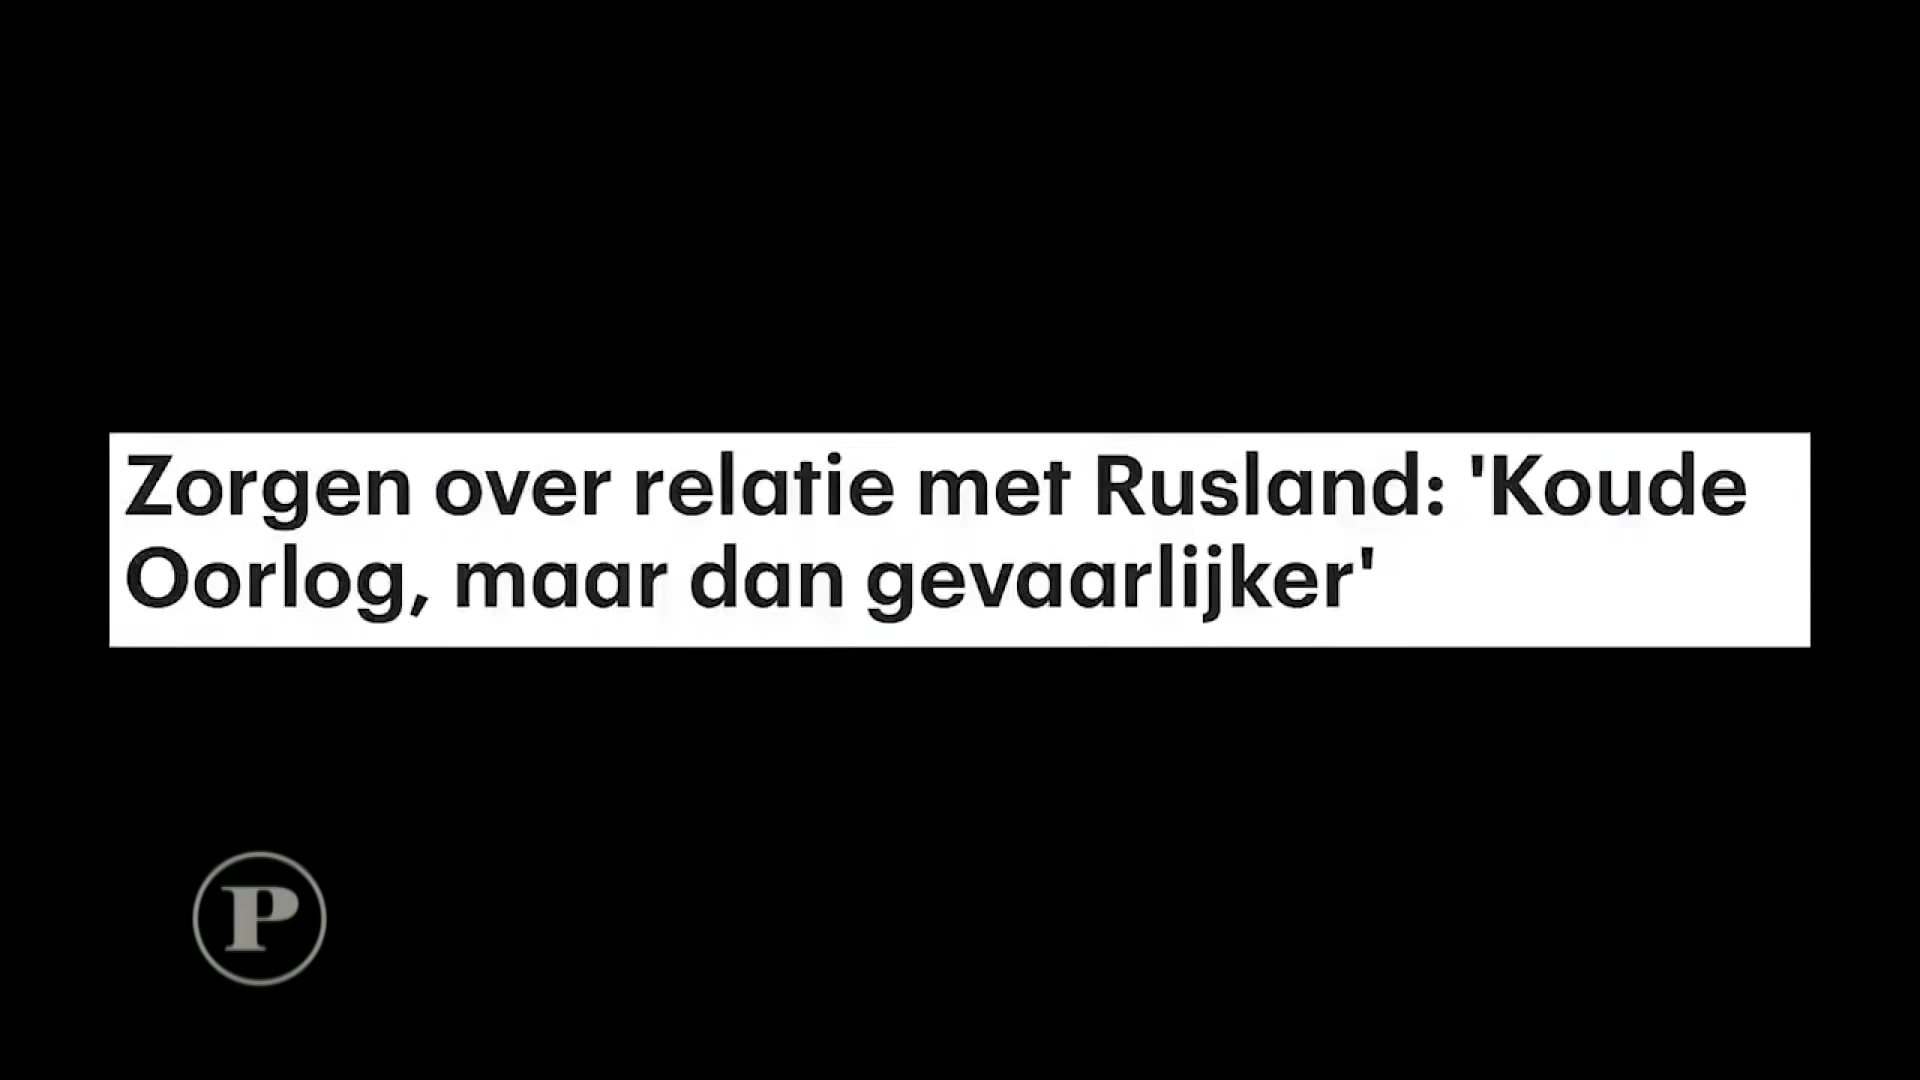 Zorgen over relatie met Rusland: 'Koude
Oorlog, maar dan gevaarlijker'
P